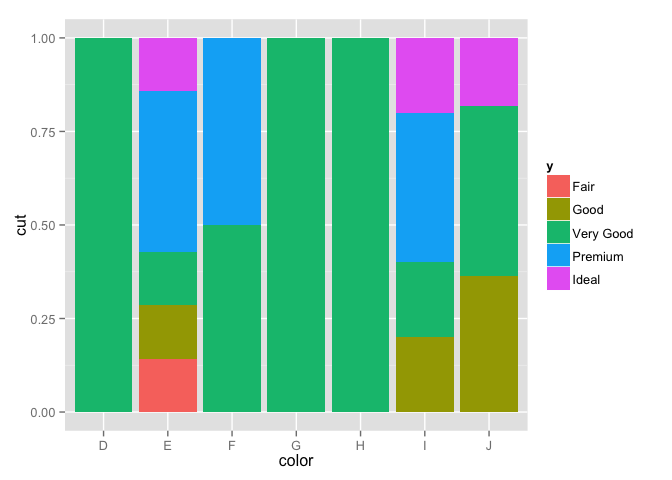 1.00
0.75
0.50
0.25
0.00
cut
D E F G H I J
color
y
Fair
Good
Very Good
Premium
Ideal